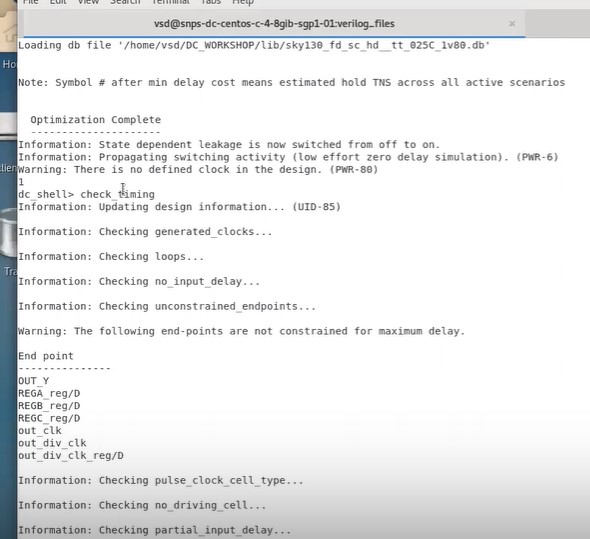 File Edit View Search Terminal Tabs Help
vsd@snps-dc-centos-c-4-8gib-sgp1-01:verilog_files ×
Loading db file '/home/vsd/DC_WORKSHOP/lib/sky130_fd_sc_hd__tt_025C_1v80.db'
Note: Symbol # after min delay cost means estimated hold TNS across all active scenarios
Optimization Complete
---------------------
Information: State dependent leakage is now switched from off to on.
Information: Propagating switching activity (low effort zero delay simulation). (PWR-6)
Warning: There is no defined clock in the design. (PWR-80)
1
dc_shell> check_timing
Information: Updating design information... (UID-85)
Information: Checking generated_clocks...
Information: Checking loops...
Information: Checking no_input_delay...
Information: Checking unconstrained_endpoints...
Warning: The following end-points are not constrained for maximum delay.
End point
---------------
OUT_Y
REGA_reg/D
REGB_reg/D
REGC_reg/D
out_clk
out_div_clk
out_div_clk_reg/D
Information: Checking pulse_clock_cell_type...
Information: Checking no_driving_cell...
Information: Checking partial_input_delay...